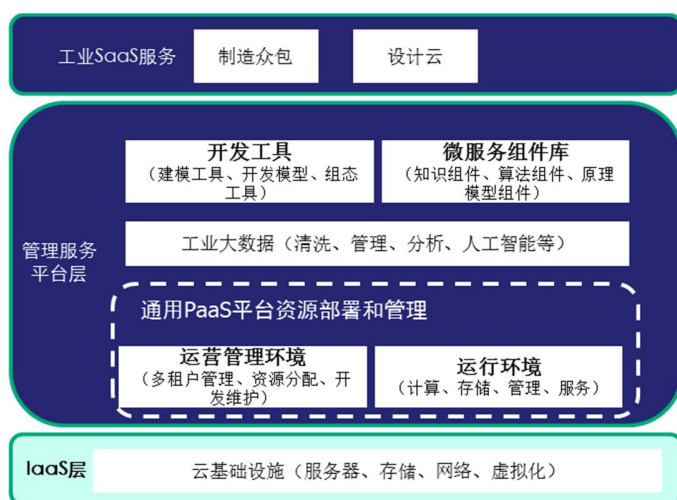 工业SaaS服务
制造众包
设计云
管理服务
平台层
开发工具
（建模工具、开发模型、组态
工具）
微服务组件库
（知识组件、算法组件、原理
模型组件）
工业大数据（清洗、管理、分析、人工智能等）
通用PaaS平台资源部署和管理
运营管理环境
（多租户管理、资源分配、开
发维护）
运行环境
（计算、存储、管理、服务）
IaaS层
云基础设施（服务器、存储、网络、虚拟化）